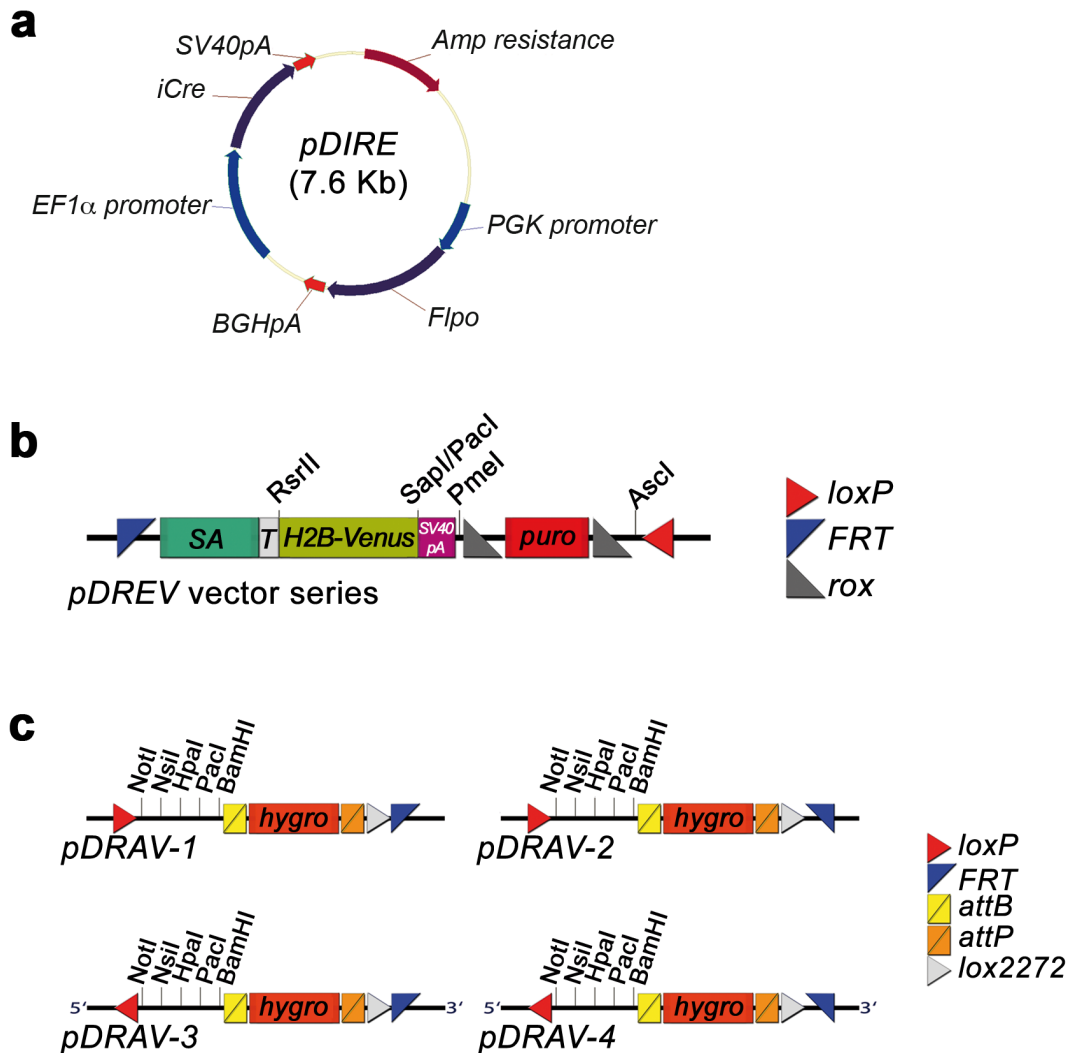 a
SV40pA
Amp resistance
iCre
pDIRE
(7.6 Kb)
EF1α promoter
PGK promoter
BGHpA
Flpo
b
RsrII
SapI/PacI
PmeI
AscI
SA
T
H2B-Venus
SV40
pA
puro
pDREV vector series
loxP
FRT
rox
c
NotI
NsiI
HpaI
PacI
BamHI
hygro
pDRAV-1
NotI
NsiI
HpaI
PacI
BamHI
hygro
pDRAV-2
NotI
NsiI
HpaI
PacI
BamHI
5′
hygro
3′
pDRAV-3
NotI
NsiI
HpaI
PacI
BamHI
5′
hygro
3′
pDRAV-4
loxP
FRT
attB
attP
lox2272